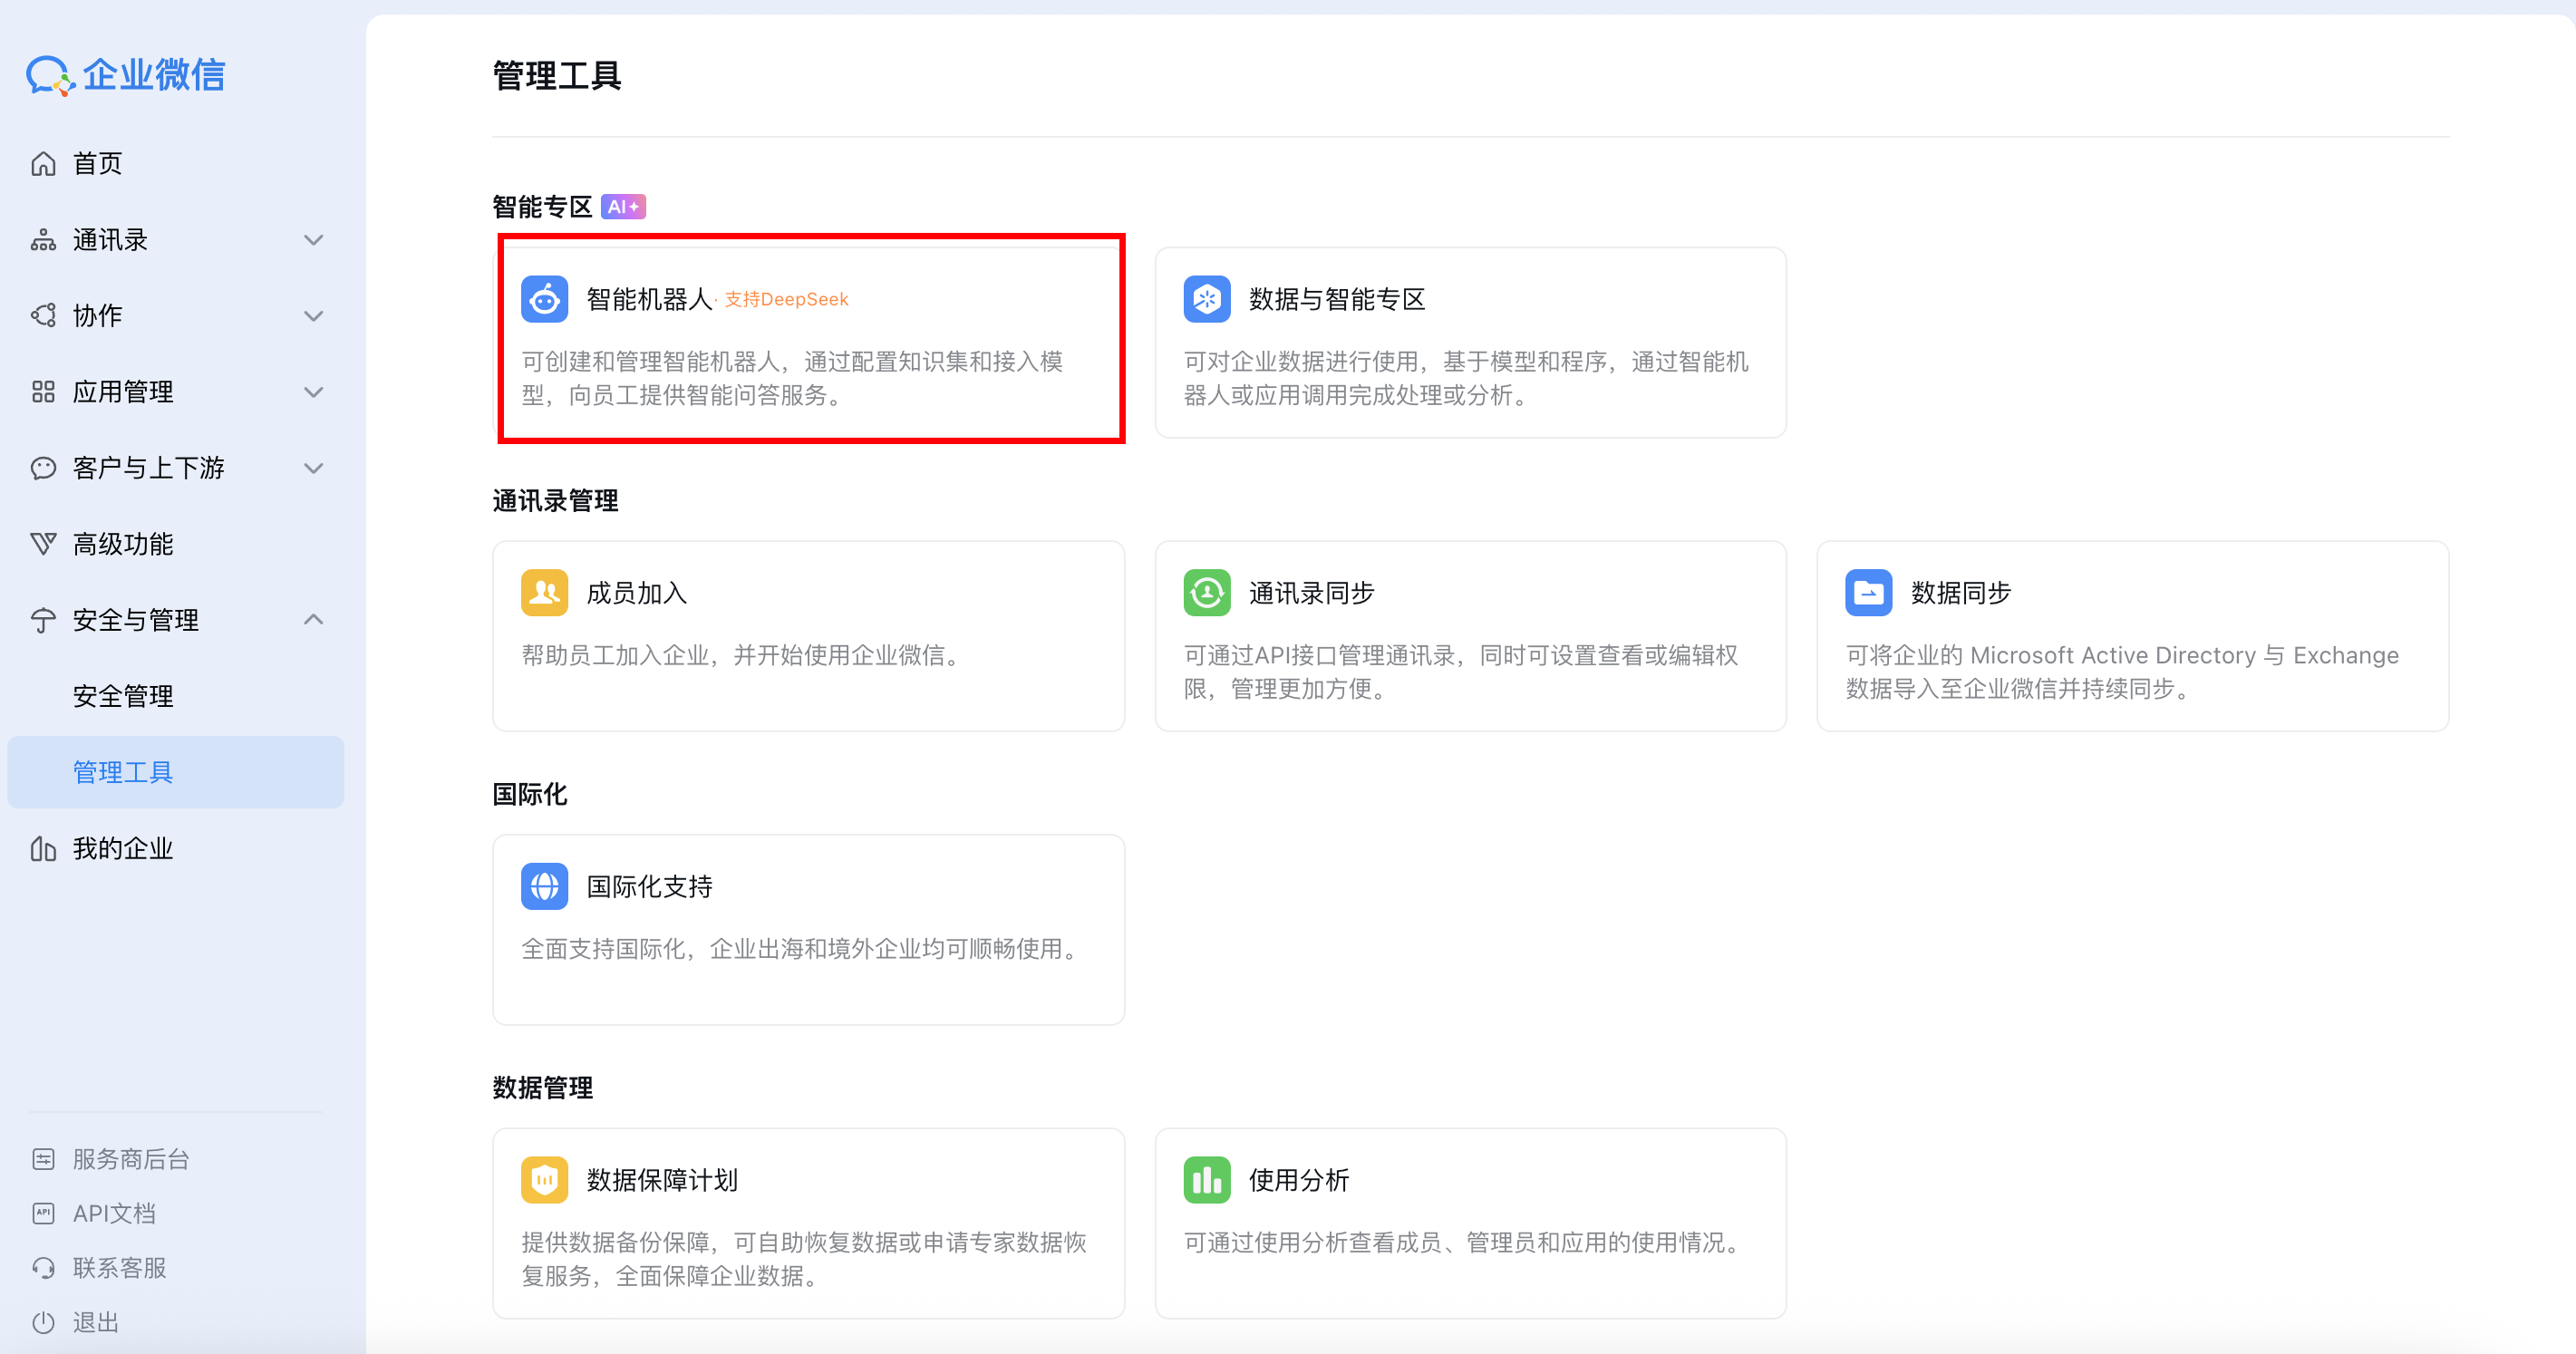 企业微信
首页
通讯录
协作
应用管理
客户与上下游
高级功能
安全与管理
安全管理
管理工具
我的企业
服务商后台
API文档
联系客服
退出
管理工具
智能专区 AI
智能机器人· 支持DeepSeek
可创建和管理智能机器人，通过配置知识集和接入模
型，向员工提供智能问答服务。
数据与智能专区
可对企业数据进行使用，基于模型和程序，通过智能机
器人或应用调用完成处理或分析。
通讯录管理
成员加入
帮助员工加入企业，并开始使用企业微信。
通讯录同步
可通过API接口管理通讯录，同时可设置查看或编辑权
限，管理更加方便。
数据同步
可将企业的 Microsoft Active Directory 与 Exchange
数据导入至企业微信并持续同步。
国际化
国际化支持
全面支持国际化，企业出海和境外企业均可顺畅使用。
数据管理
数据保障计划
提供数据备份保障，可自助恢复数据或申请专家数据恢
复服务，全面保障企业数据。
使用分析
可通过使用分析查看成员、管理员和应用的使用情况。